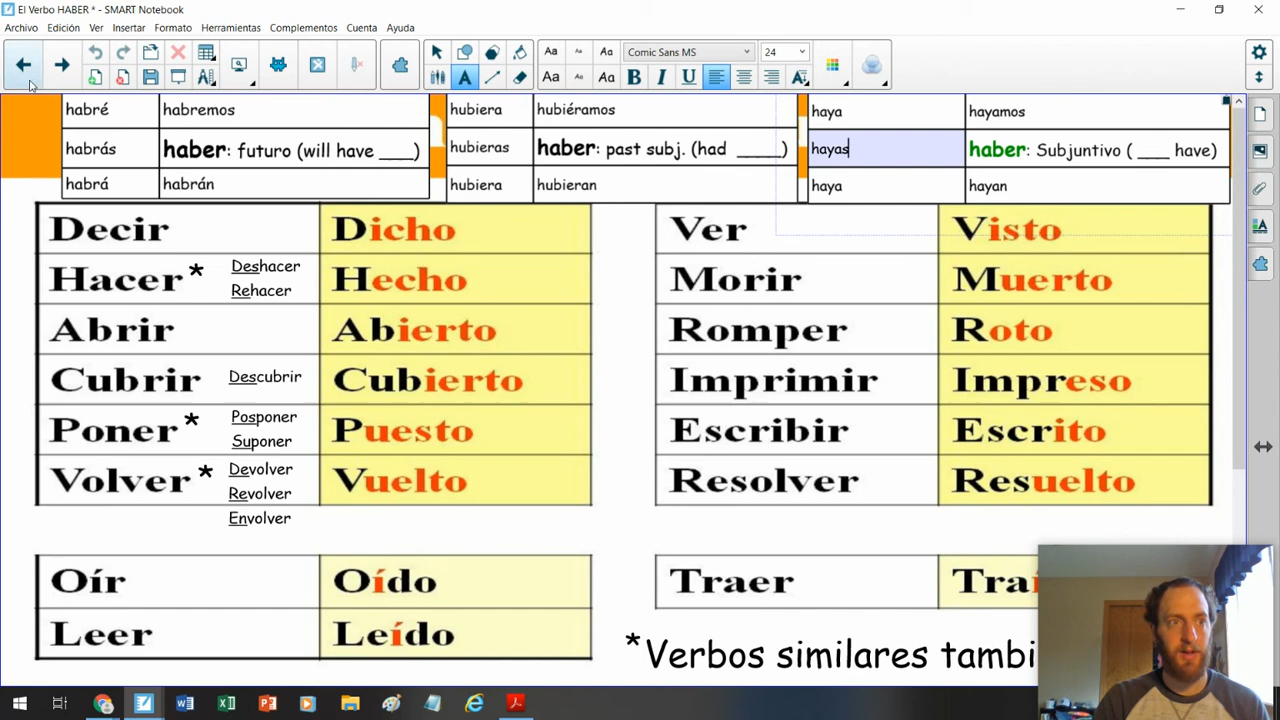 El Verbo HABER * - SMART Notebook
Archivo Edición Ver Insertar Formato Herramientas Complementos Cuenta Ayuda
Comic Sans MS 24
habré habremos
habrás haber: futuro (will have ____)
habrá habrán
hubiera hubiéramos
hubieras haber: past subj. (had _____)
hubiera hubieran
haya hayamos
hayas haber: Subjuntivo ( ____ have)
haya hayan
Decir Dicho
Hacer * Deshacer Rehacer Hecho
Abrir Abierto
Cubrir Descubrir Cubierto
Poner * Posponer Suponer Puesto
Volver * Devolver Revolver Envolver Vuelto
Ver Visto
Morir Muerto
Romper Roto
Imprimir Impreso
Escribir Escrito
Resolver Resuelto
Oír Oído
Leer Leído
Traer
*Verbos similares